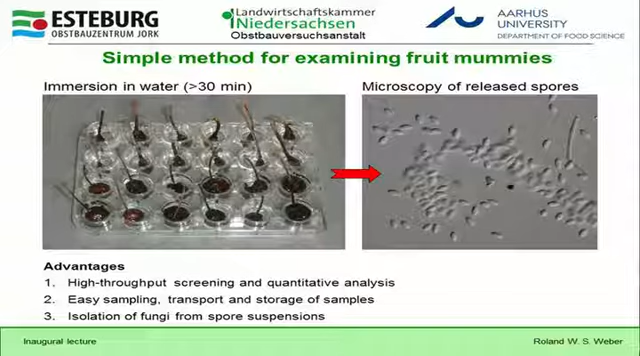 ESTEBURG
OBSTBAUZENTRUM JORK
Landwirtschaftskammer
Niedersachsen
Obstbauversuchsanstalt
AARHUS
UNIVERSITY
DEPARTMENT OF FOOD SCIENCE
Simple method for examining fruit mummies
Immersion in water (>30 min)
Microscopy of released spores
Advantages
1. High-throughput screening and quantitative analysis
2. Easy sampling, transport and storage of samples
3. Isolation of fungi from spore suspensions
Inaugural lecture
Roland W. S. Weber